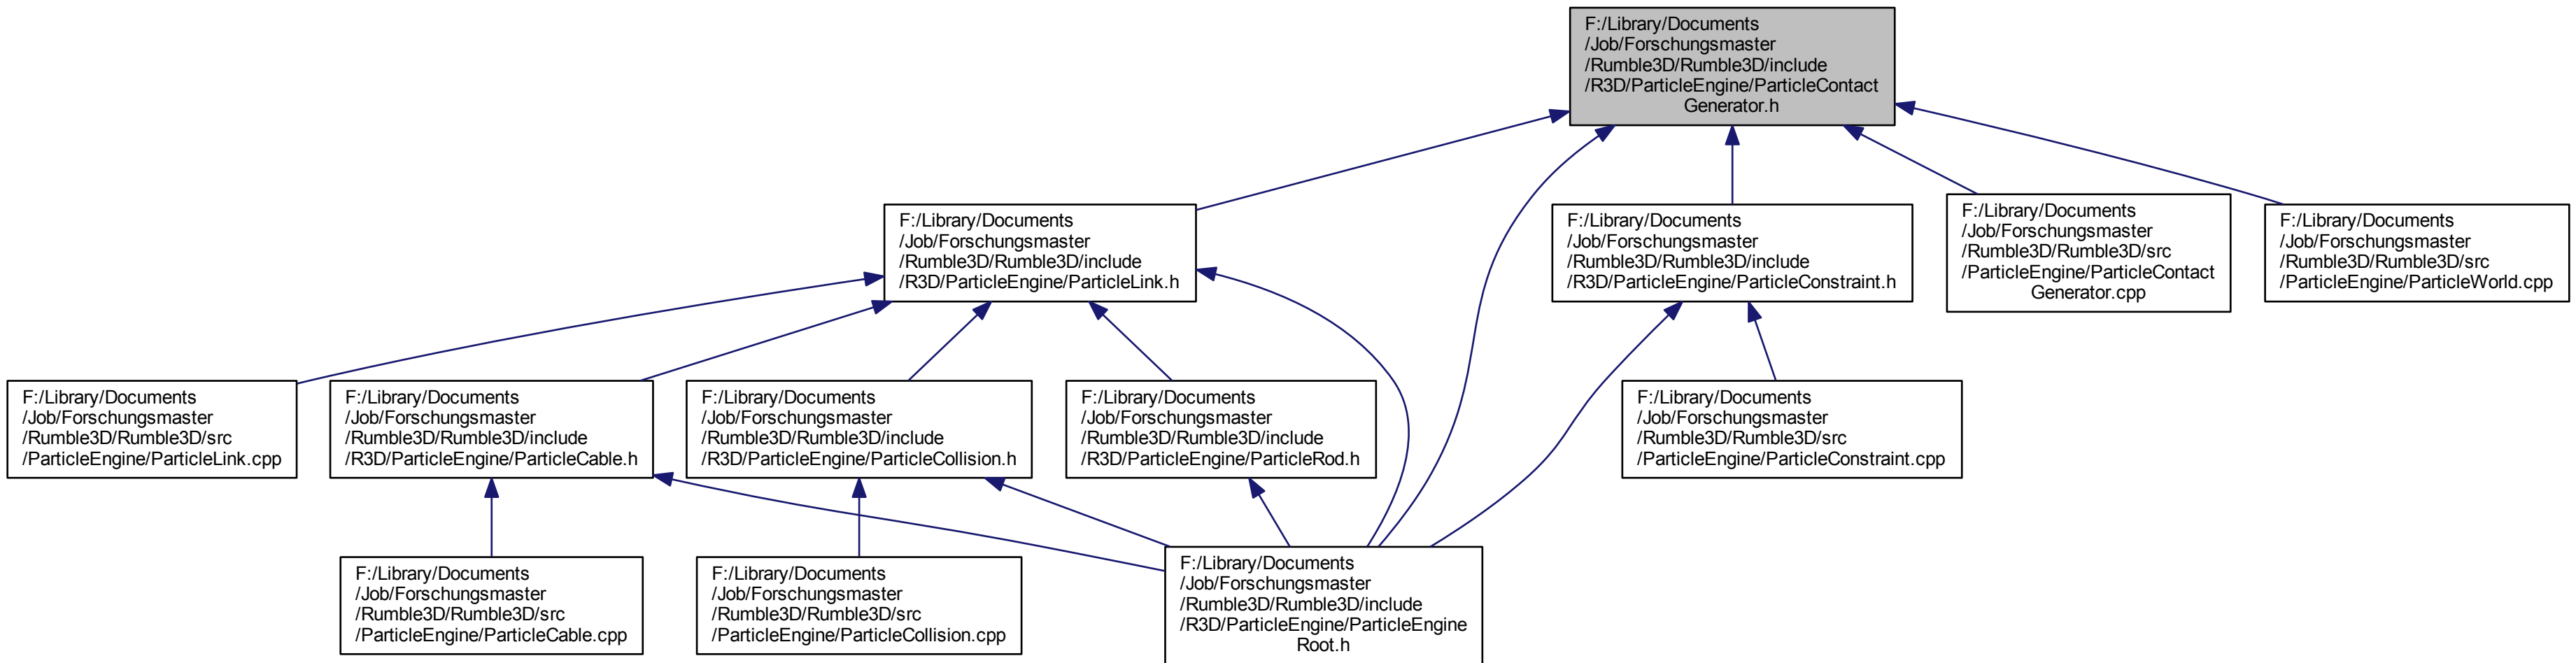 F:/Library/Documents
/Job/Forschungsmaster
/Rumble3D/Rumble3D/include
/R3D/ParticleEngine/ParticleContact
Generator.h
F:/Library/Documents
/Job/Forschungsmaster
/Rumble3D/Rumble3D/include
/R3D/ParticleEngine/ParticleLink.h
F:/Library/Documents
/Job/Forschungsmaster
/Rumble3D/Rumble3D/include
/R3D/ParticleEngine/ParticleConstraint.h
F:/Library/Documents
/Job/Forschungsmaster
/Rumble3D/Rumble3D/src
/ParticleEngine/ParticleContact
Generator.cpp
F:/Library/Documents
/Job/Forschungsmaster
/Rumble3D/Rumble3D/src
/ParticleEngine/ParticleWorld.cpp
F:/Library/Documents
/Job/Forschungsmaster
/Rumble3D/Rumble3D/src
/ParticleEngine/ParticleLink.cpp
F:/Library/Documents
/Job/Forschungsmaster
/Rumble3D/Rumble3D/include
/R3D/ParticleEngine/ParticleCable.h
F:/Library/Documents
/Job/Forschungsmaster
/Rumble3D/Rumble3D/include
/R3D/ParticleEngine/ParticleCollision.h
F:/Library/Documents
/Job/Forschungsmaster
/Rumble3D/Rumble3D/include
/R3D/ParticleEngine/ParticleRod.h
F:/Library/Documents
/Job/Forschungsmaster
/Rumble3D/Rumble3D/src
/ParticleEngine/ParticleConstraint.cpp
F:/Library/Documents
/Job/Forschungsmaster
/Rumble3D/Rumble3D/src
/ParticleEngine/ParticleCable.cpp
F:/Library/Documents
/Job/Forschungsmaster
/Rumble3D/Rumble3D/src
/ParticleEngine/ParticleCollision.cpp
F:/Library/Documents
/Job/Forschungsmaster
/Rumble3D/Rumble3D/include
/R3D/ParticleEngine/ParticleEngine
Root.h